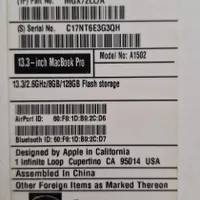 (S) Serial No. C17NT6E3G3QH
13.3-inch MacBook Pro
Model No: A1502
13.3/2.6GHz/8GB/128GB Flash storage
AirPort ID: 60:F8:1D:B9:2C:D6
Bluetooth ID: 60:F8:1D:B9:2C:D7
Designed by Apple in California
1 Infinite Loop Cupertino, CA 95014 USA
Assembled In China
Other Foreign Items as Marked Thereon